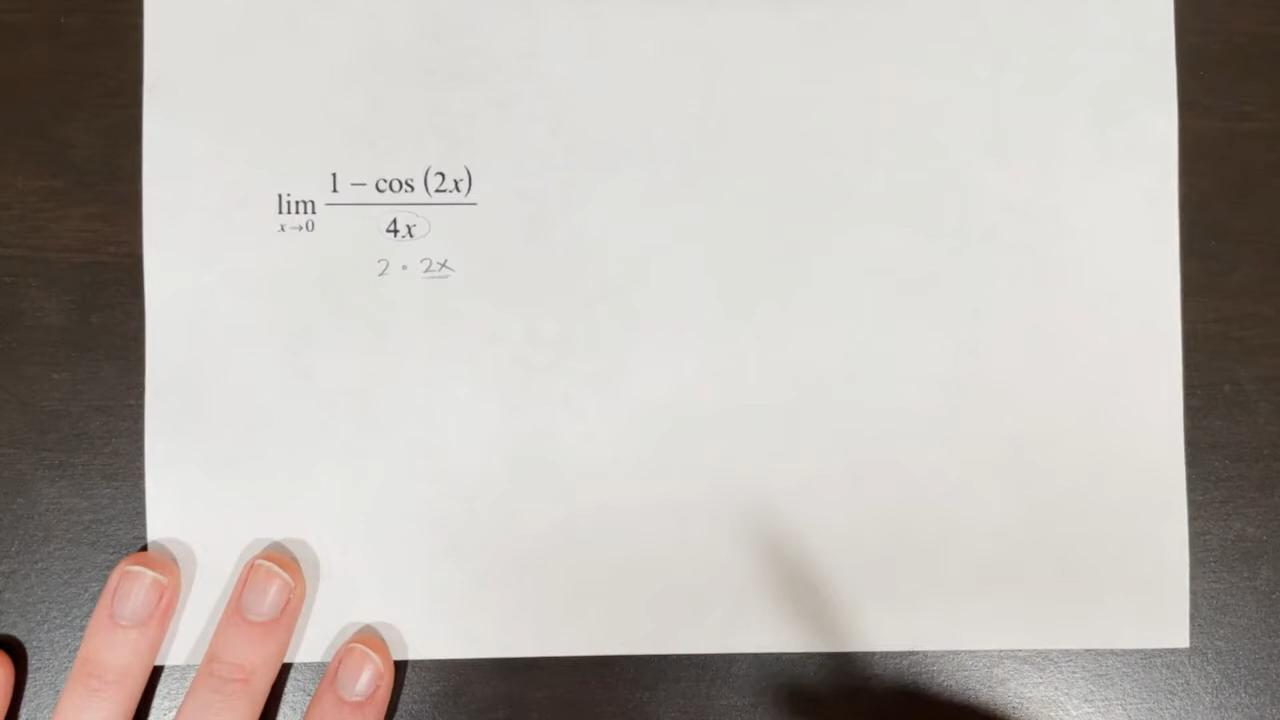 lim x→0 1 − cos (2x) / 4x
2 · 2x